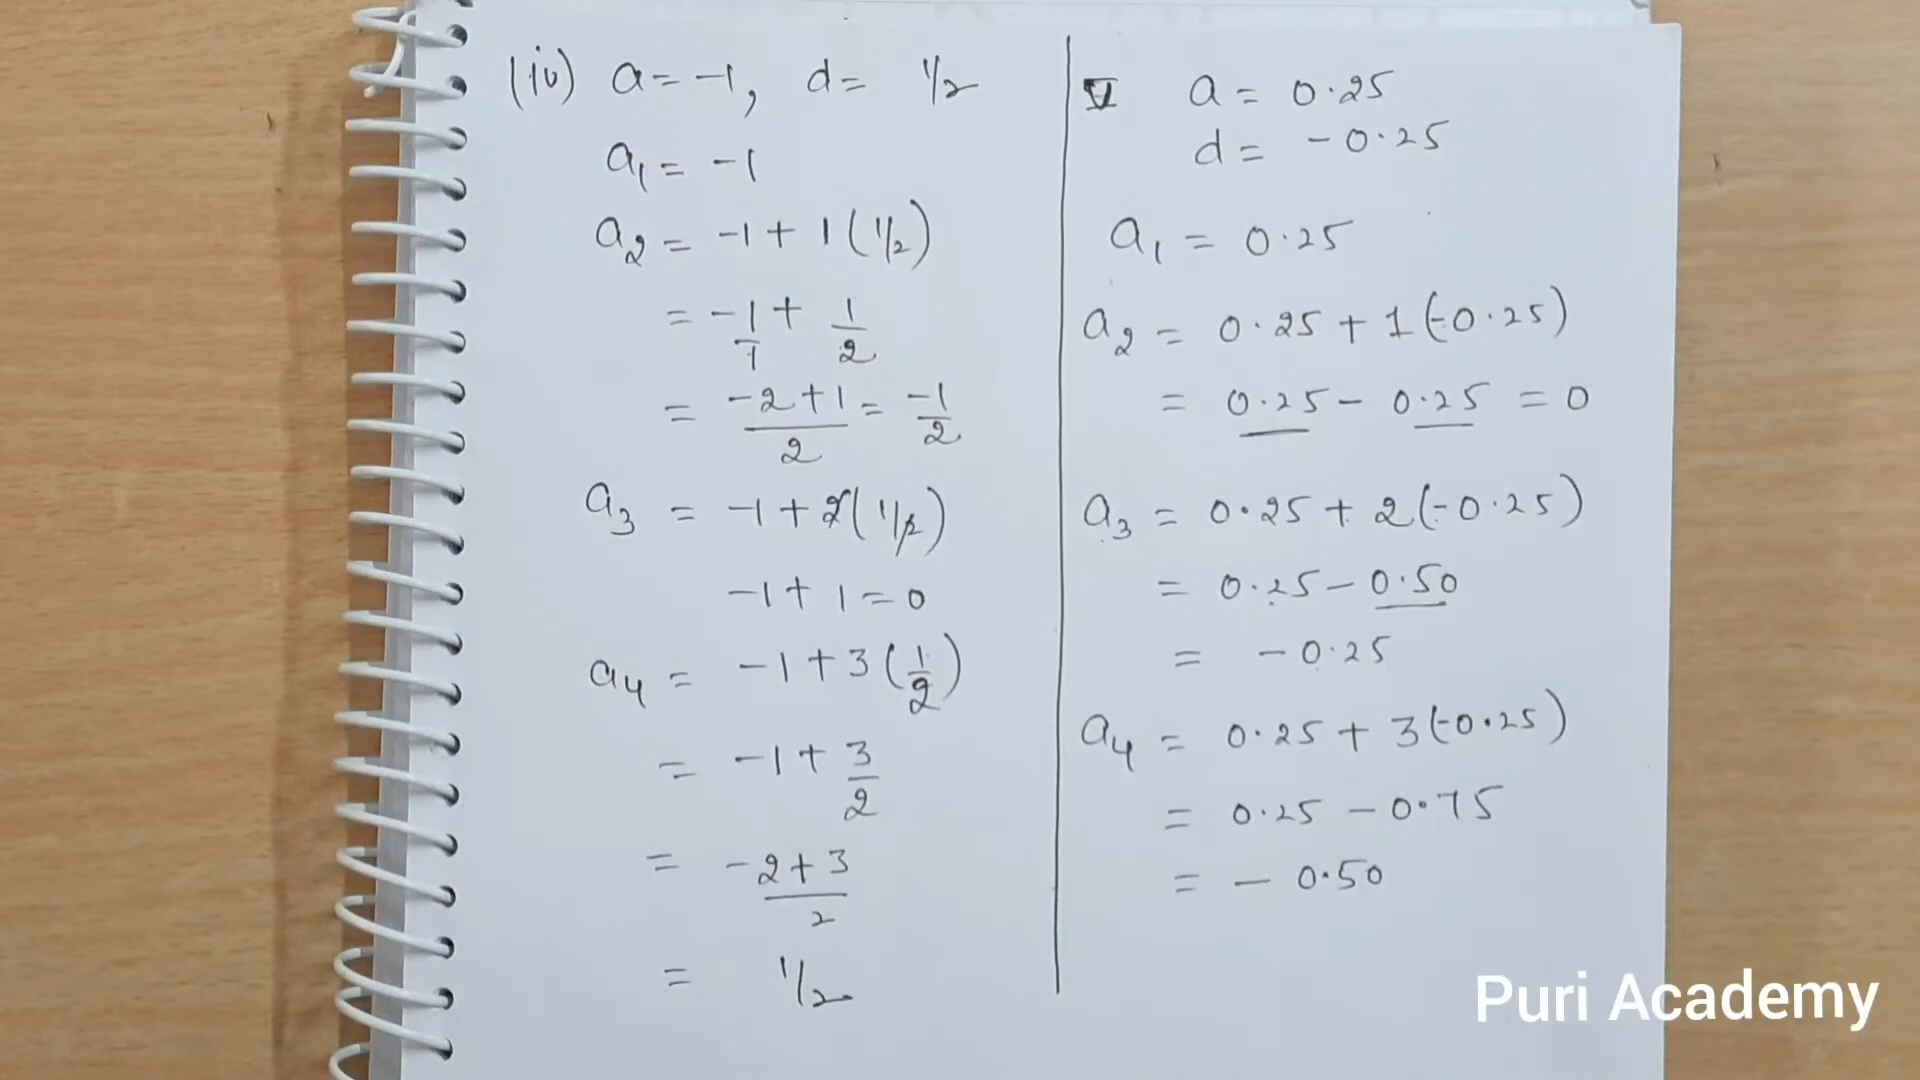 (iv) a = -1, d = 1/2
a₁ = -1
a₂ = -1 + 1(1/2)
= -1/1 + 1/2
= (-2+1)/2 = -1/2
a₃ = -1 + 2(1/2)
-1 + 1 = 0
a₄ = -1 + 3(1/2)
= -1 + 3/2
= (-2+3)/2
= 1/2
V a = 0.25
d = -0.25
a₁ = 0.25
a₂ = 0.25 + 1(-0.25)
= 0.25 - 0.25 = 0
a₃ = 0.25 + 2(-0.25)
= 0.25 - 0.50
= -0.25
a₄ = 0.25 + 3(-0.25)
= 0.25 - 0.75
= - 0.50
Puri Academy